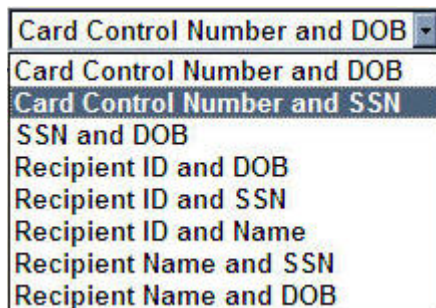 Card Control Number and DOB
Card Control Number and DOB
Card Control Number and SSN
SSN and DOB
Recipient ID and DOB
Recipient ID and SSN
Recipient ID and Name
Recipient Name and SSN
Recipient Name and DOB